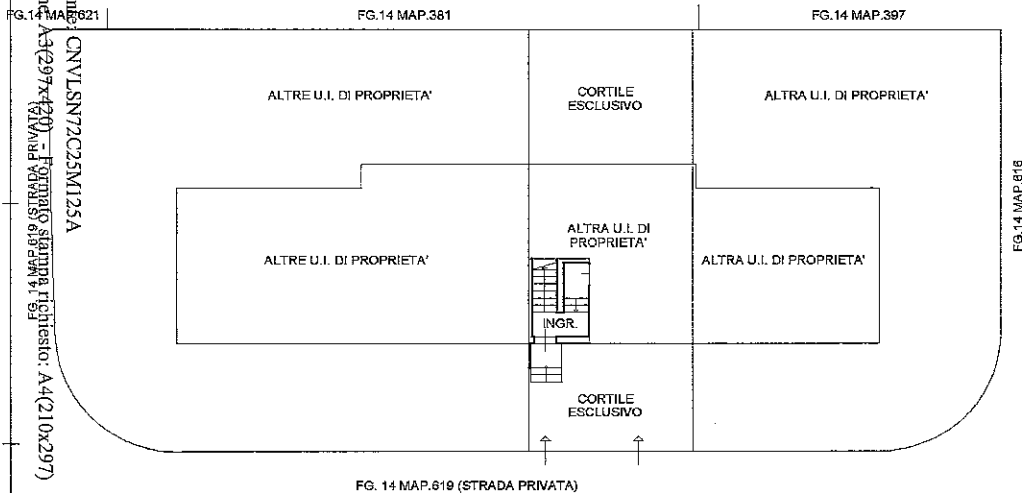 FG.14 MAP.621
FG.14 MAP.381
FG.14 MAP.397
ALTRE U.I. DI PROPRIETA'
CORTILE
ESCLUSIVO
ALTRA U.I. DI PROPRIETA'
FG.14 MAP.616
ALTRE U.I. DI PROPRIETA'
ALTRA U.I. DI
PROPRIETA'
ALTRA U.I. DI PROPRIETA'
INGR.
CORTILE
ESCLUSIVO
FG. 14 MAP.619 (STRADA PRIVATA)
CNVLSN72C25M125A
A3(297x420) - Formato stampa richiesto: A4(210x297)
FG.14 MAP.619 (STRADA PRIVATA)